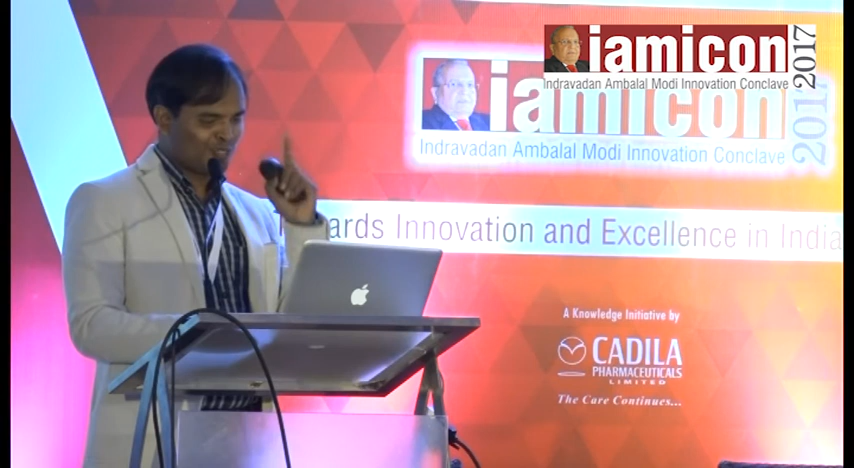 iamicon 2017
Indravadan Ambalal Modi Innovation Conclave
iamicon
Indravadan Ambalal Modi Innovation Conclave
ards Innovation and Excellence in India
A Knowledge Initiative by
CADILA
PHARMACEUTICALS
LIMITED
The Care Continues...